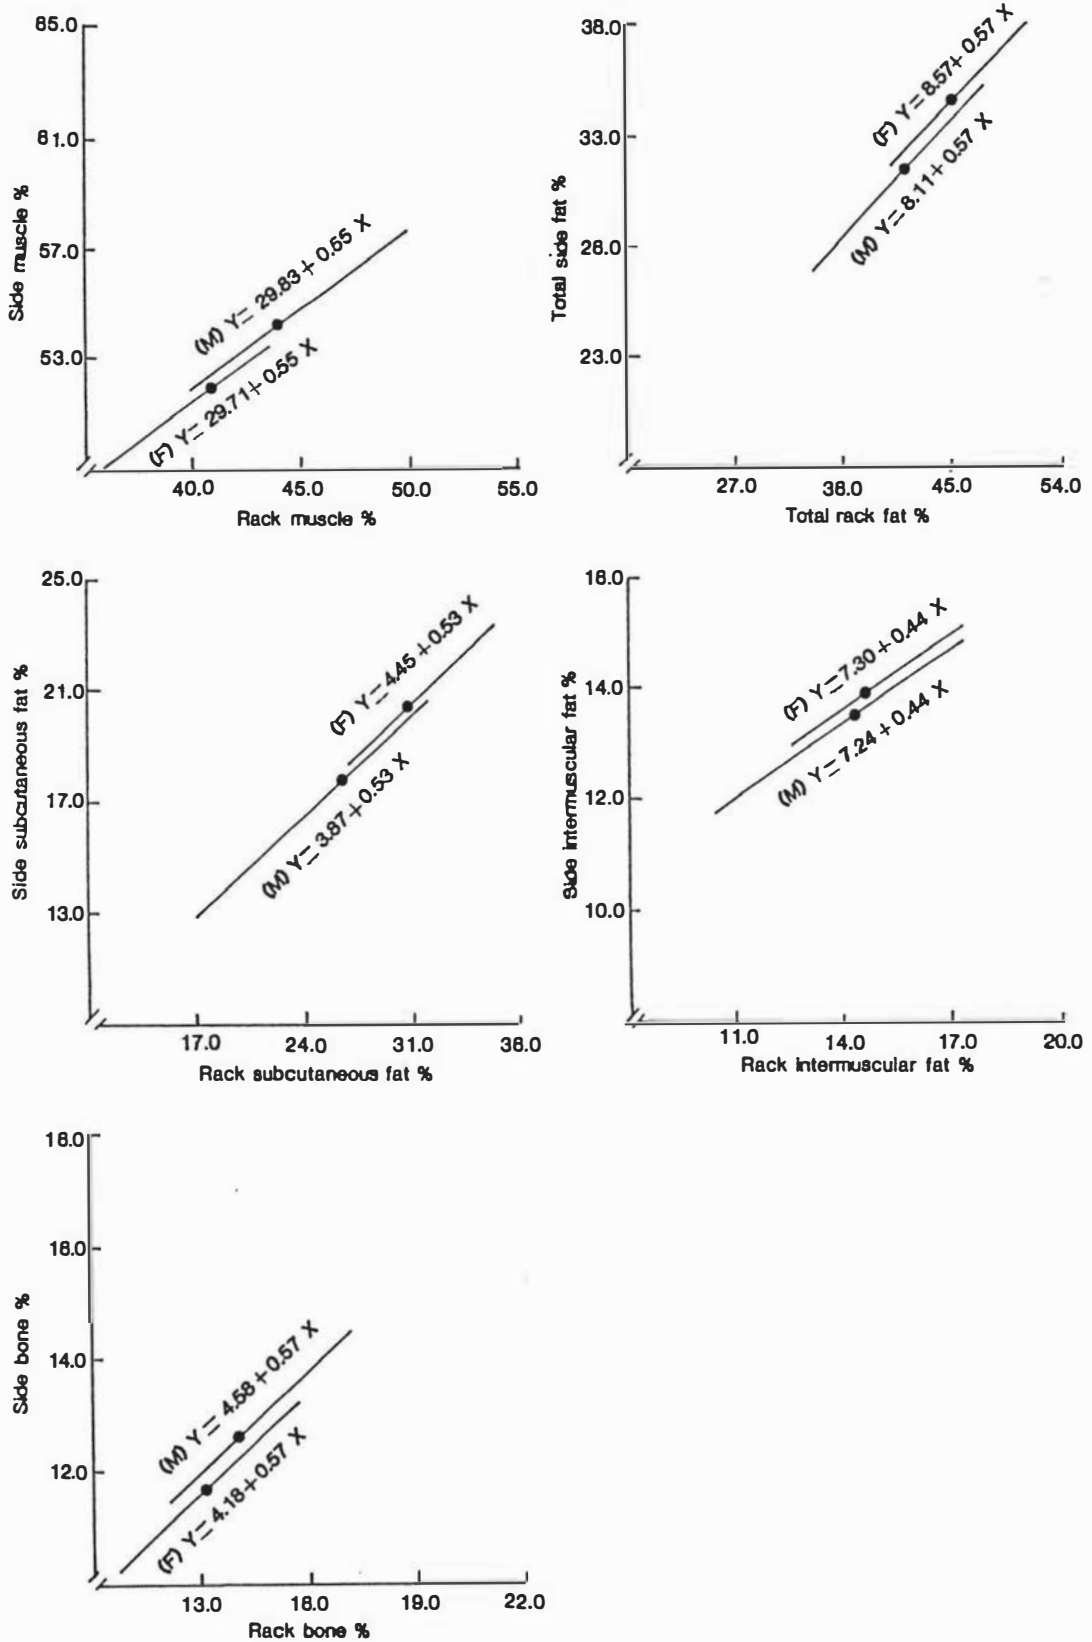 85.0
81.0
57.0
53.0
Side muscle %
(M) Y= 29.83+ 0.55 X
(F) Y= 29.71+ 0.55 X
40.0 45.0 50.0 55.0
Rack muscle %
38.0
33.0
28.0
23.0
Total side fat %
(F) Y= 8.57+ 0.57 X
(M) Y= 8.11+ 0.57 X
27.0 38.0 45.0 54.0
Total rack fat %
25.0
21.0
17.0
13.0
Side subcutaneous fat %
(F) Y= 4.45 +0.53 X
(M) Y= 3.87+0.53 X
17.0 24.0 31.0 38.0
Rack subcutaneous fat %
18.0
14.0
12.0
10.0
Side intermuscular fat %
(F) Y= 7.30+0.44 X
(M) Y= 7.24 +0.44 X
11.0 14.0 17.0 20.0
Rack intermuscular fat %
18.0
18.0
14.0
12.0
Side bone %
(M) Y= 4.58+0.57 X
(F) Y= 4.18+0.57 X
13.0 18.0 19.0 22.0
Rack bone %